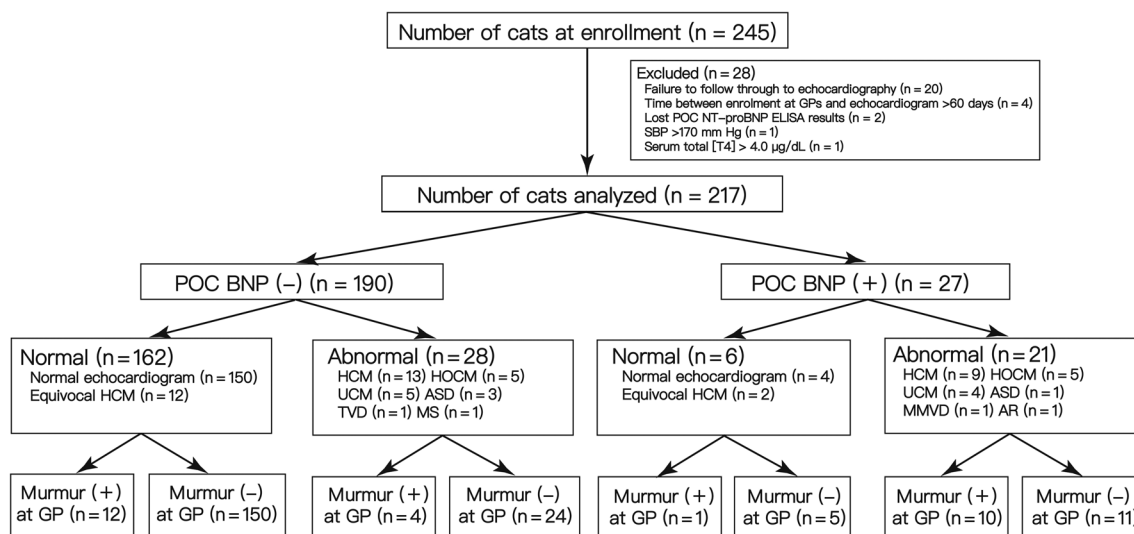 Number of cats at enrollment (n = 245)
Excluded (n = 28)
Failure to follow through to echocardiography (n = 20)
Time between enrolment at GPs and echocardiogram >60 days (n = 4)
Lost POC NT-proBNP ELISA results (n = 2)
SBP >170 mm Hg (n = 1)
Serum total [T4] > 4.0 µg/dL (n = 1)
Number of cats analyzed (n = 217)
POC BNP (−) (n = 190)
POC BNP (+) (n = 27)
Normal (n=162)
Normal echocardiogram (n=150)
Equivocal HCM (n=12)
Abnormal (n=28)
HCM (n=13) HOCM (n=5)
UCM (n=5) ASD (n=3)
TVD (n=1) MS (n=1)
Normal (n=6)
Normal echocardiogram (n=4)
Equivocal HCM (n=2)
Abnormal (n=21)
HCM (n=9) HOCM (n=5)
UCM (n=4) ASD (n=1)
MMVD (n=1) AR (n=1)
Murmur (+)
at GP (n=12)
Murmur (−)
at GP (n=150)
Murmur (+)
at GP (n=4)
Murmur (−)
at GP (n=24)
Murmur (+)
at GP (n=1)
Murmur (−)
at GP (n=5)
Murmur (+)
at GP (n=10)
Murmur (−)
at GP (n=11)